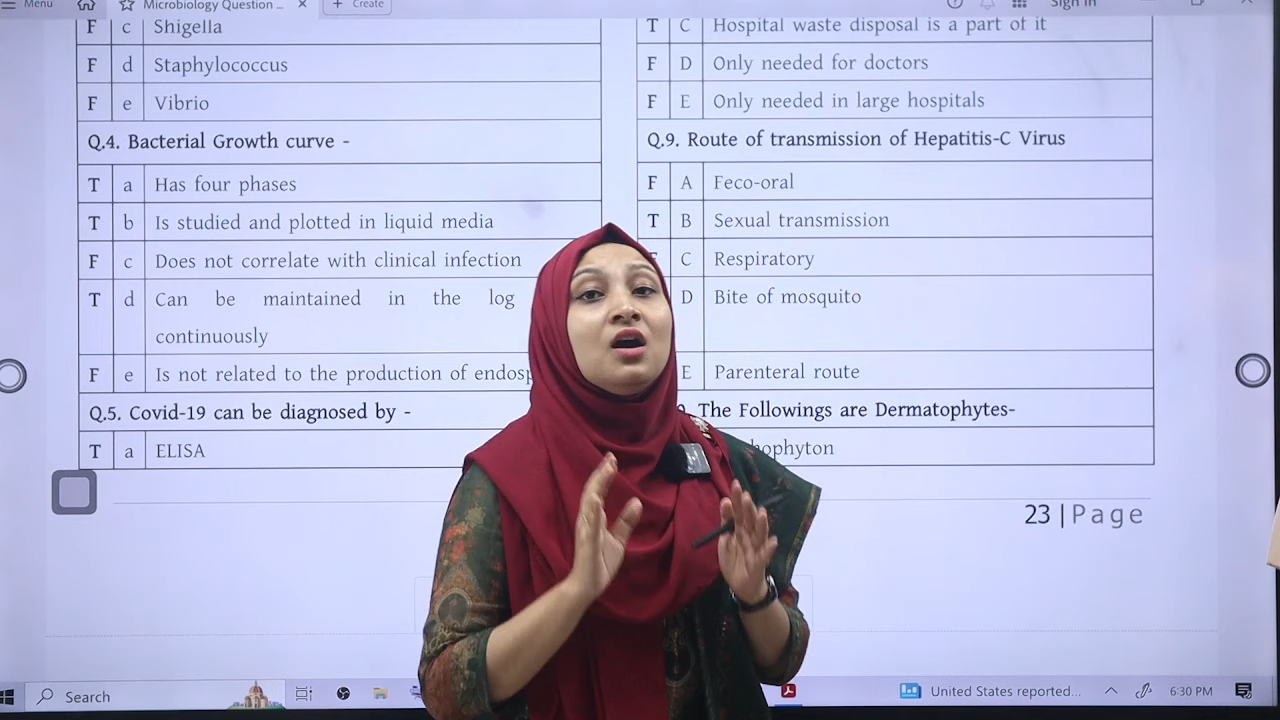 Menu
Microbiology Question ...
+ Create
Sign in
F c Shigella
F d Staphylococcus
F e Vibrio
Q.4. Bacterial Growth curve -
T a Has four phases
T b Is studied and plotted in liquid media
F c Does not correlate with clinical infection
T d Can be maintained in the log
continuously
F e Is not related to the production of
Q.5. Covid-19 can be diagnosed by -
T a ELISA
T C Hospital waste disposal is a part of it
F D Only needed for doctors
F E Only needed in large hospitals
Q.9. Route of transmission of Hepatitis-C Virus
F A Feco-oral
T B Sexual transmission
C Respiratory
D Bite of mosquito
E Parenteral route
The Followings are Dermatophytes-
23 | Page
Search
United States reported...
6:30 PM